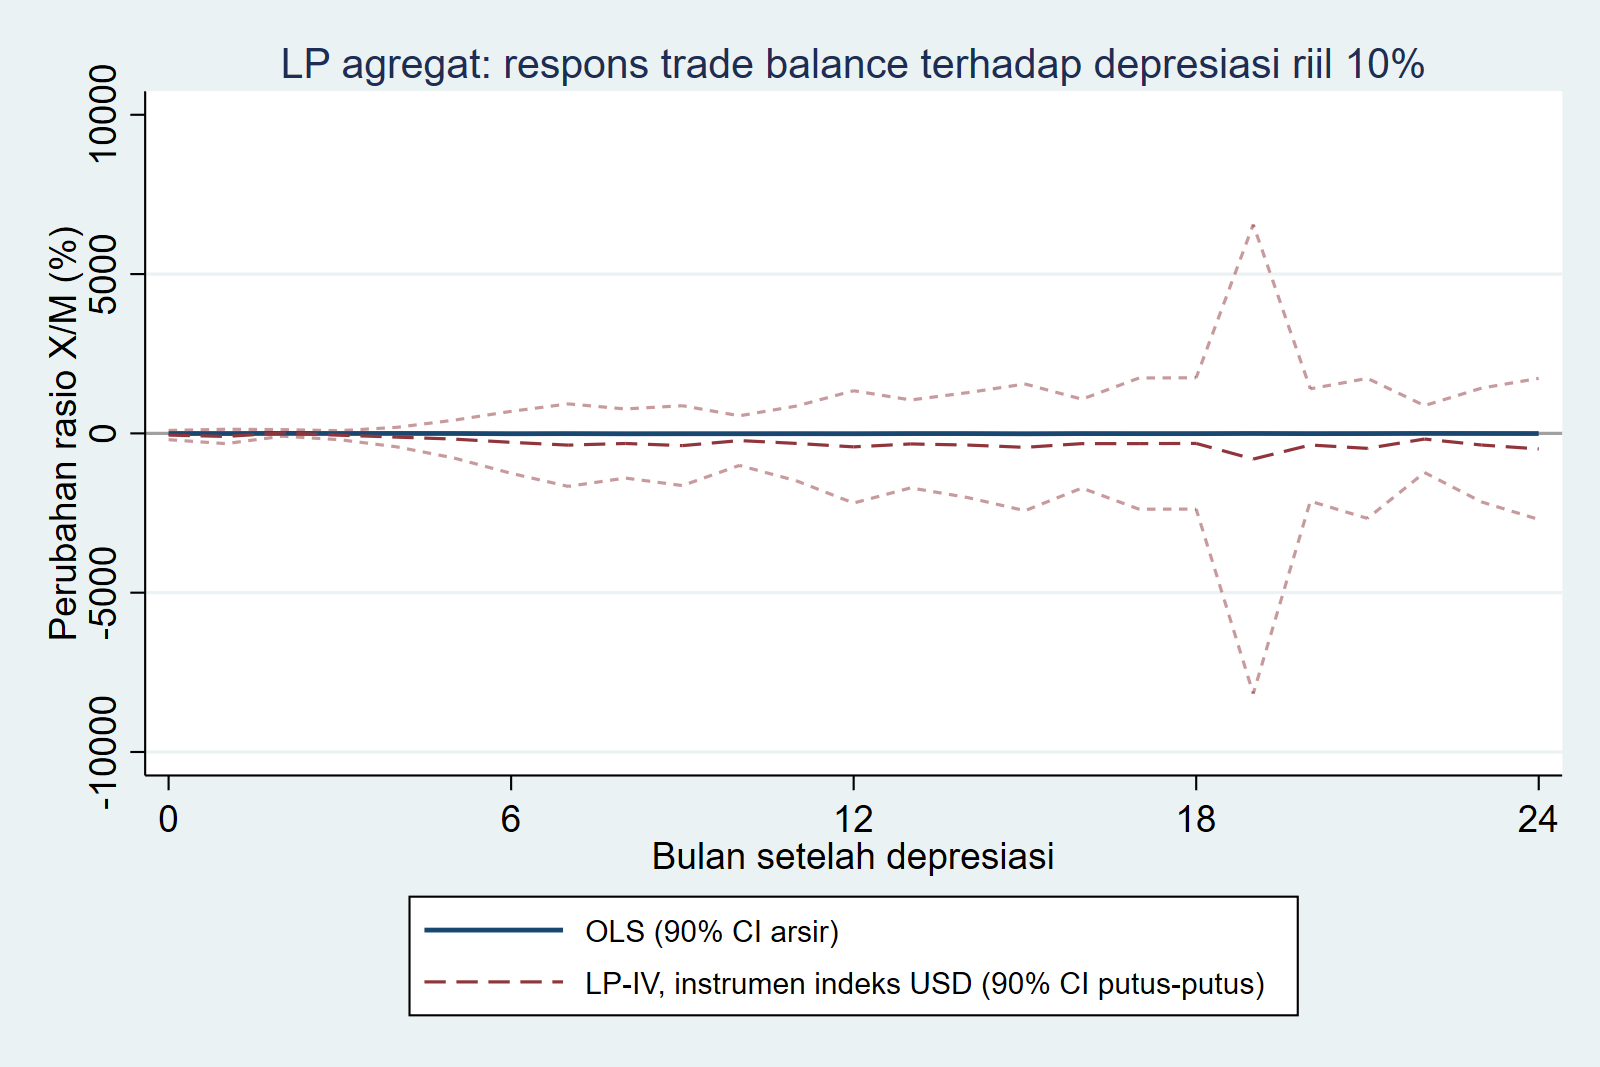 LP agregat: respons trade balance terhadap depresiasi riil 10%
Perubahan rasio X/M (%)
10000
5000
0
-5000
-10000
0 6 12 18 24
Bulan setelah depresiasi
OLS (90% CI arsir)
LP-IV, instrumen indeks USD (90% CI putus-putus)